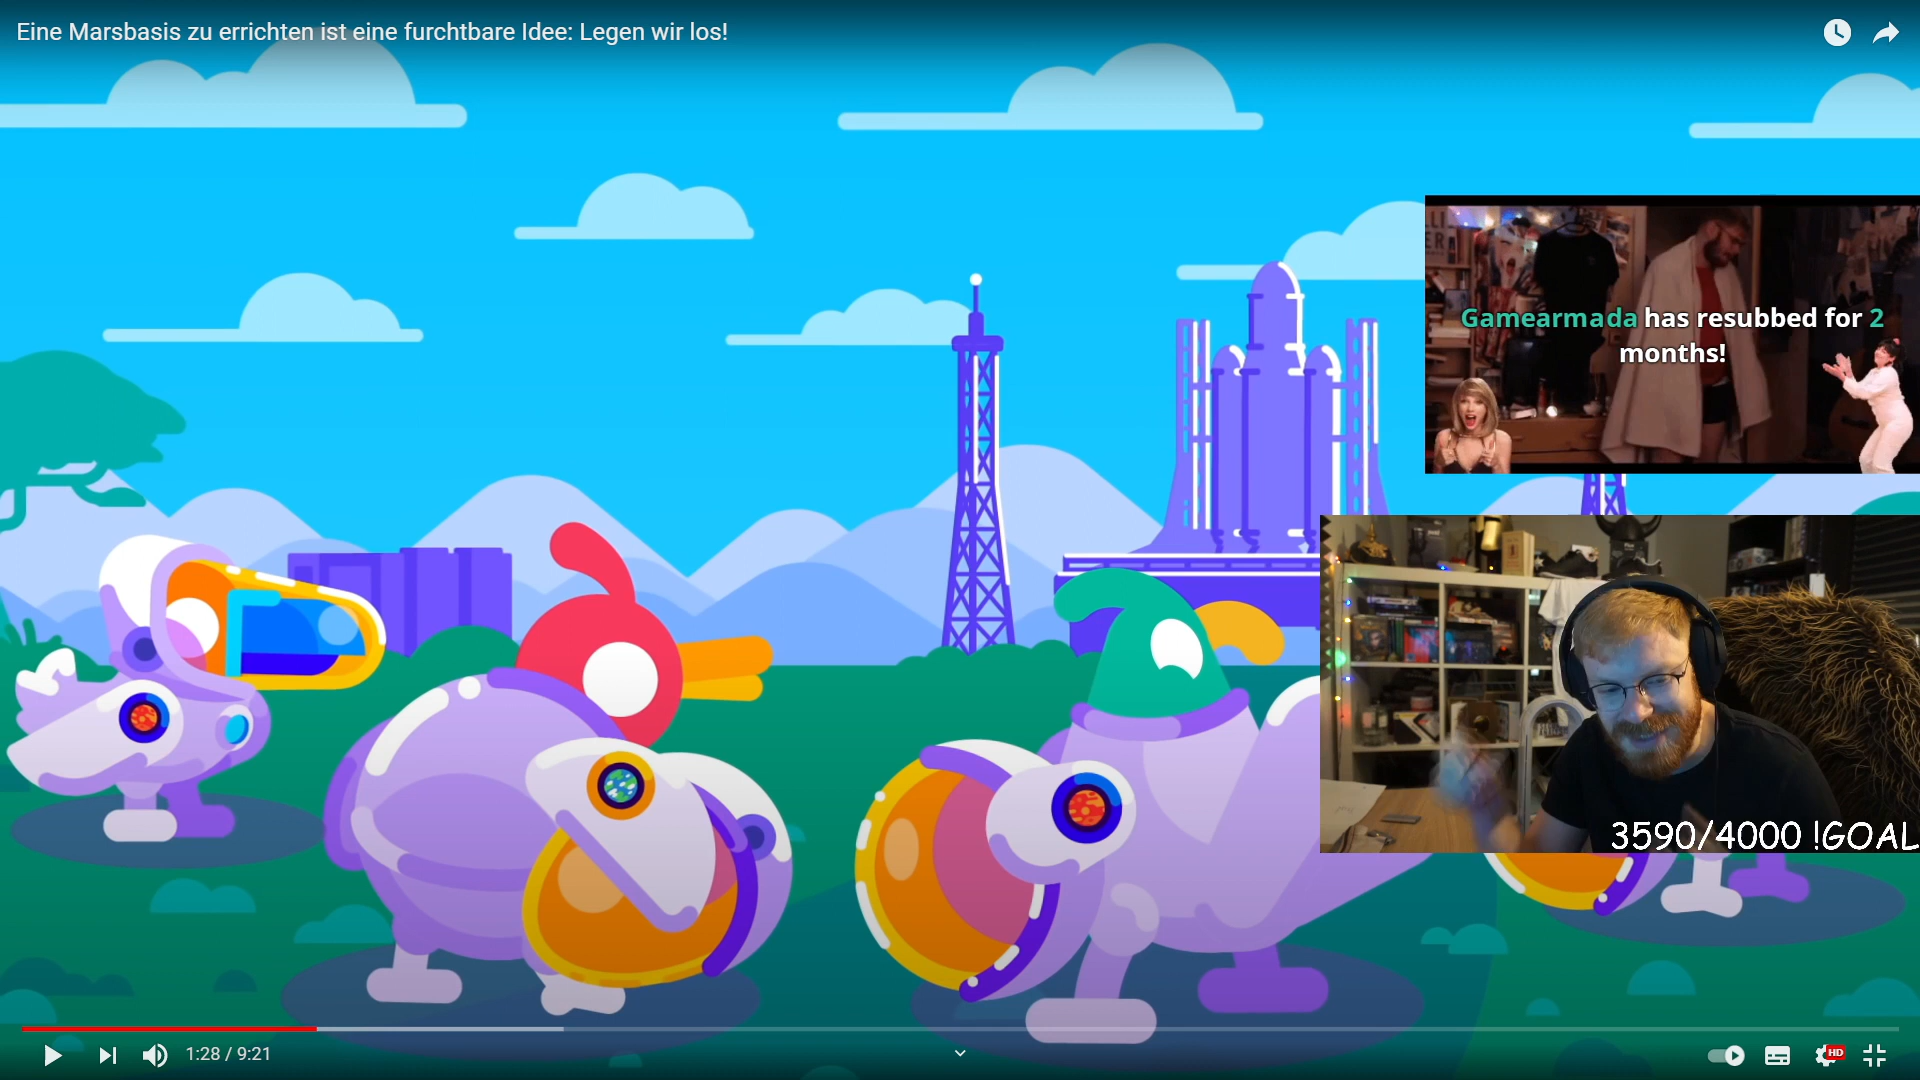 Eine Marsbasis zu errichten ist eine furchtbare Idee: Legen wir los!
Gamearmada has resubbed for 2
months!
3590/4000 !GOAL
1:28 / 9:21
HD